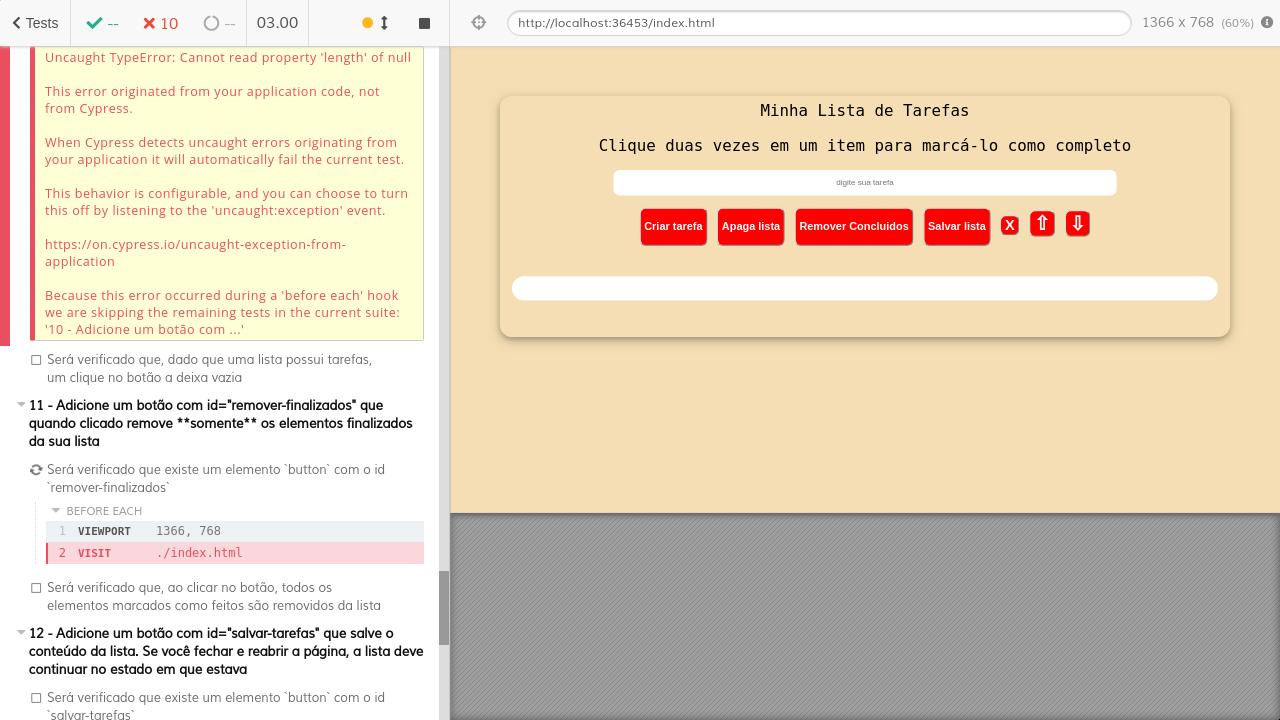 Tests
--
10
--
03.00
http://localhost:36453/index.html
1366 x 768 (60%)
Uncaught TypeError: Cannot read property 'length' of null
This error originated from your application code, not
from Cypress.
When Cypress detects uncaught errors originating from
your application it will automatically fail the current test.
This behavior is configurable, and you can choose to turn
this off by listening to the 'uncaught:exception' event.
https://on.cypress.io/uncaught-exception-from-
application
Because this error occurred during a 'before each' hook
we are skipping the remaining tests in the current suite:
'10 - Adicione um botão com ...'
Será verificado que, dado que uma lista possui tarefas,
um clique no botão a deixa vazia
11 - Adicione um botão com id="remover-finalizados" que
quando clicado remove **somente** os elementos finalizados
da sua lista
Será verificado que existe um elemento `button` com o id
`remover-finalizados`
BEFORE EACH
1 VIEWPORT 1366, 768
2 VISIT ./index.html
Será verificado que, ao clicar no botão, todos os
elementos marcados como feitos são removidos da lista
12 - Adicione um botão com id="salvar-tarefas" que salve o
conteúdo da lista. Se você fechar e reabrir a página, a lista deve
continuar no estado em que estava
Será verificado que existe um elemento `button` com o id
`salvar-tarefas`
Minha Lista de Tarefas
Clique duas vezes em um item para marcá-lo como completo
digite sua tarefa
Criar tarefa Apaga lista Remover Concluidos Salvar lista X ⇧ ⇩